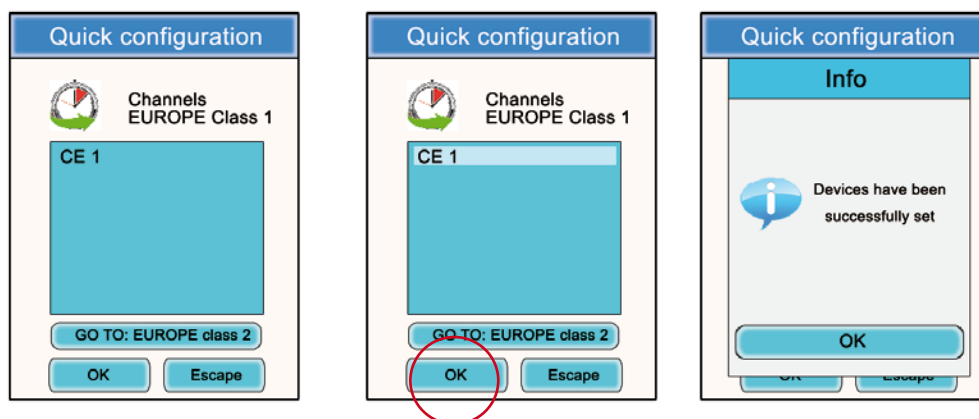 Quick configuration
Channels
EUROPE Class 1
CE 1
GO TO: EUROPE class 2
OK
Escape
Quick configuration
Channels
EUROPE Class 1
CE 1
GO TO: EUROPE class 2
OK
Escape
Quick configuration
Info
Devices have been
successfully set
OK
OK
Escape